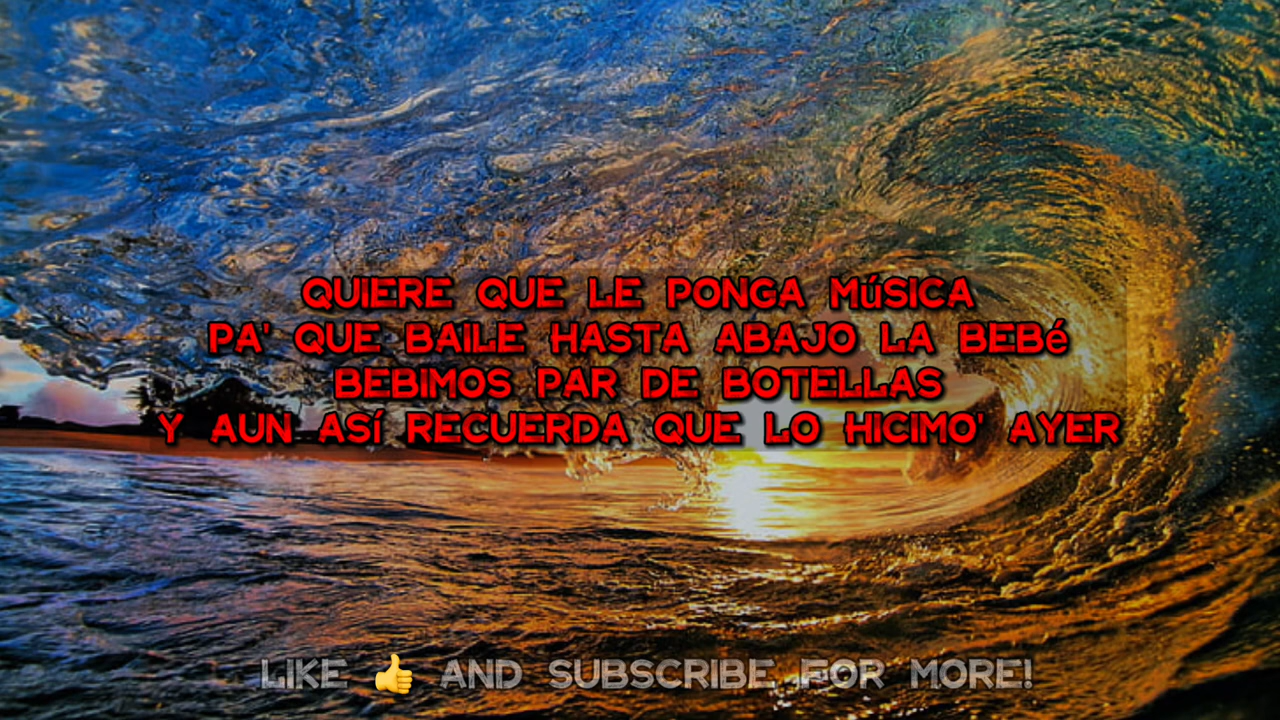 QUIERE QUE LE PONGA MÚSICA
PA' QUE BAILE HASTA ABAJO LA BEBé
BEBIMOS PAR DE BOTELLAS
Y AUN ASÍ RECUERDA QUE LO HICIMO' AYER
LIKE 👍 AND SUBSCRIBE FOR MORE!